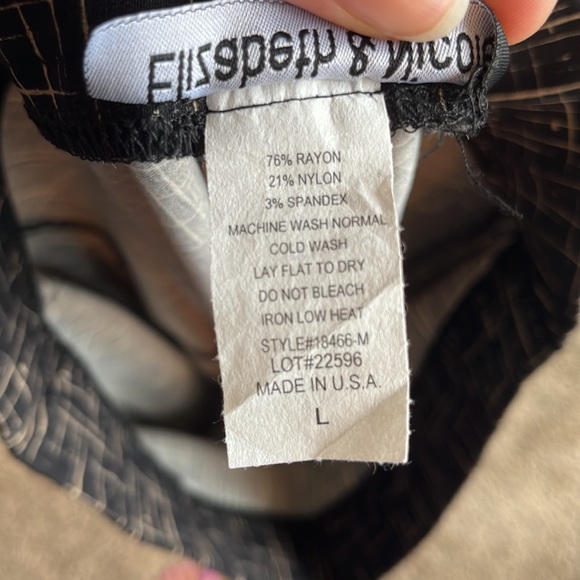 Elizabeth & Nicole
76% RAYON
21% NYLON
3% SPANDEX
MACHINE WASH NORMAL
COLD WASH
LAY FLAT TO DRY
DO NOT BLEACH
IRON LOW HEAT
STYLE#18466-M
LOT#22596
MADE IN U.S.A.
L